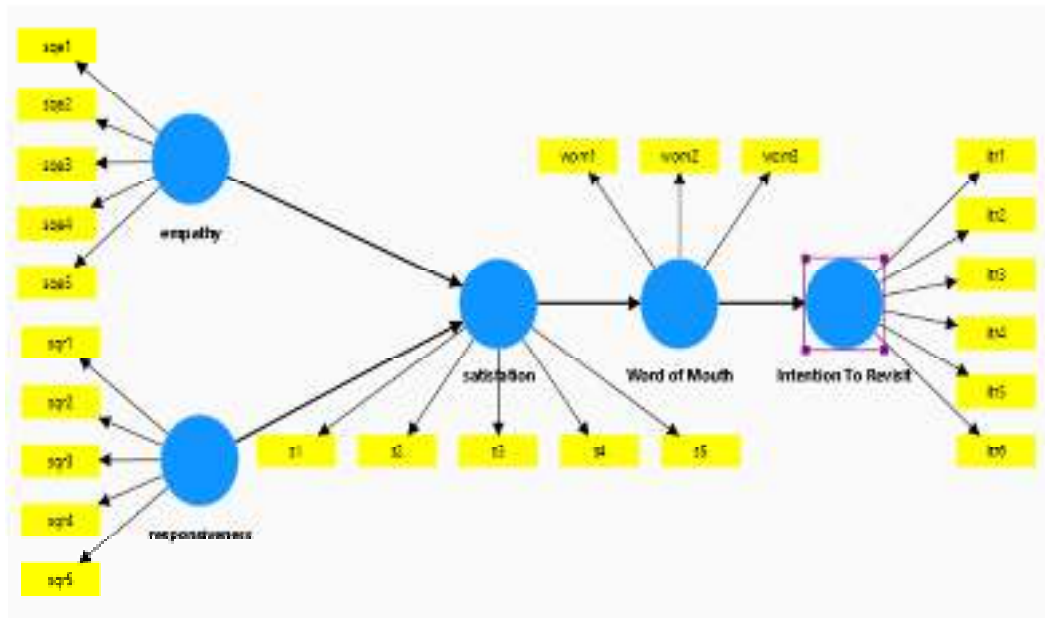 sqe1
sqe2
sqe3
sqe4
sqe5
empathy
sqr1
sqr2
sqr3
sqr4
sqr5
responsiveness
s1
s2
s3
s4
s5
satisfation
wom1
wom2
wom3
Word of Mouth
Intention To Revisit
itr1
itr2
itr3
itr4
itr5
itr6